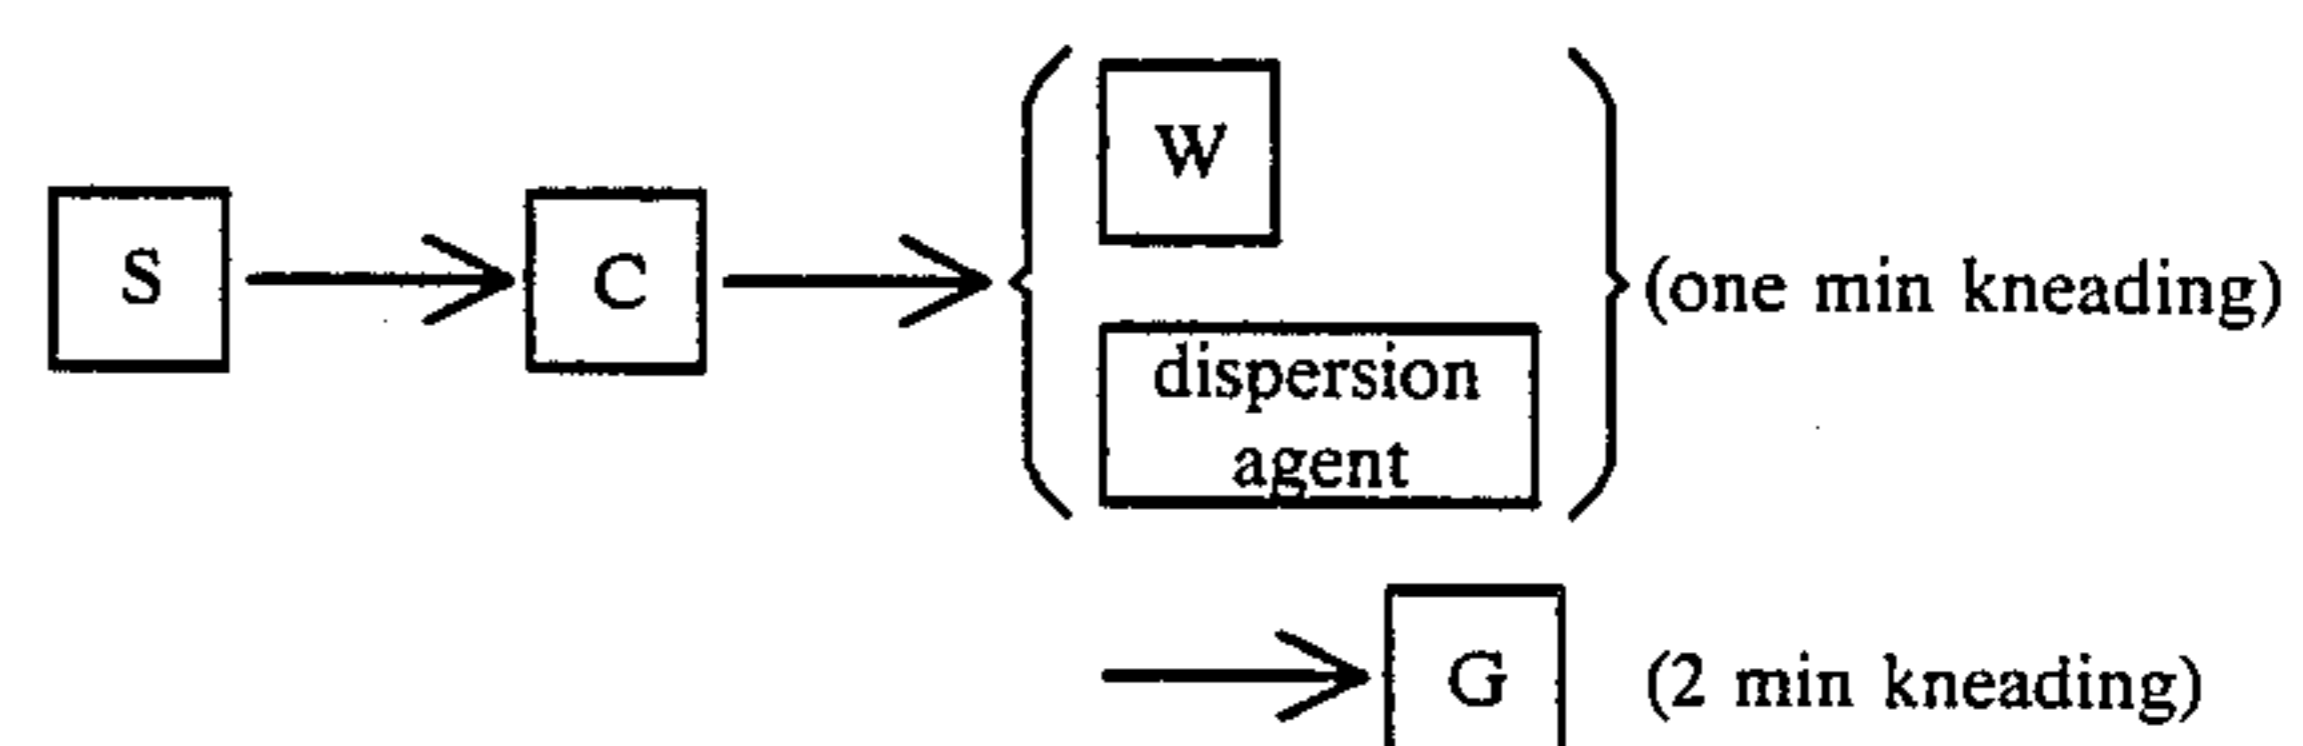 W
S C (one min kneading)
dispersion
agent
G (2 min kneading)